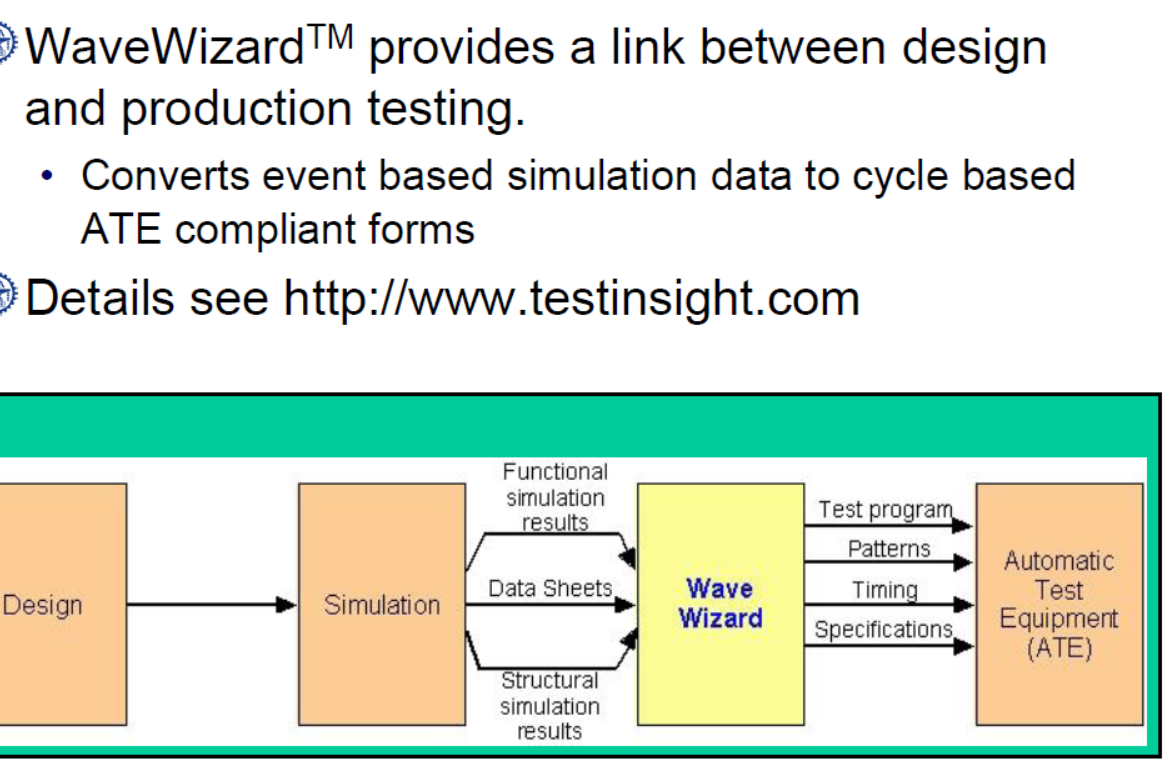 WaveWizard™ provides a link between design
and production testing.
• Converts event based simulation data to cycle based
ATE compliant forms
Details see http://www.testinsight.com
Design
Simulation
Functional
simulation
results
Data Sheets
Structural
simulation
results
Wave
Wizard
Test program
Patterns
Timing
Specifications
Automatic
Test
Equipment
(ATE)